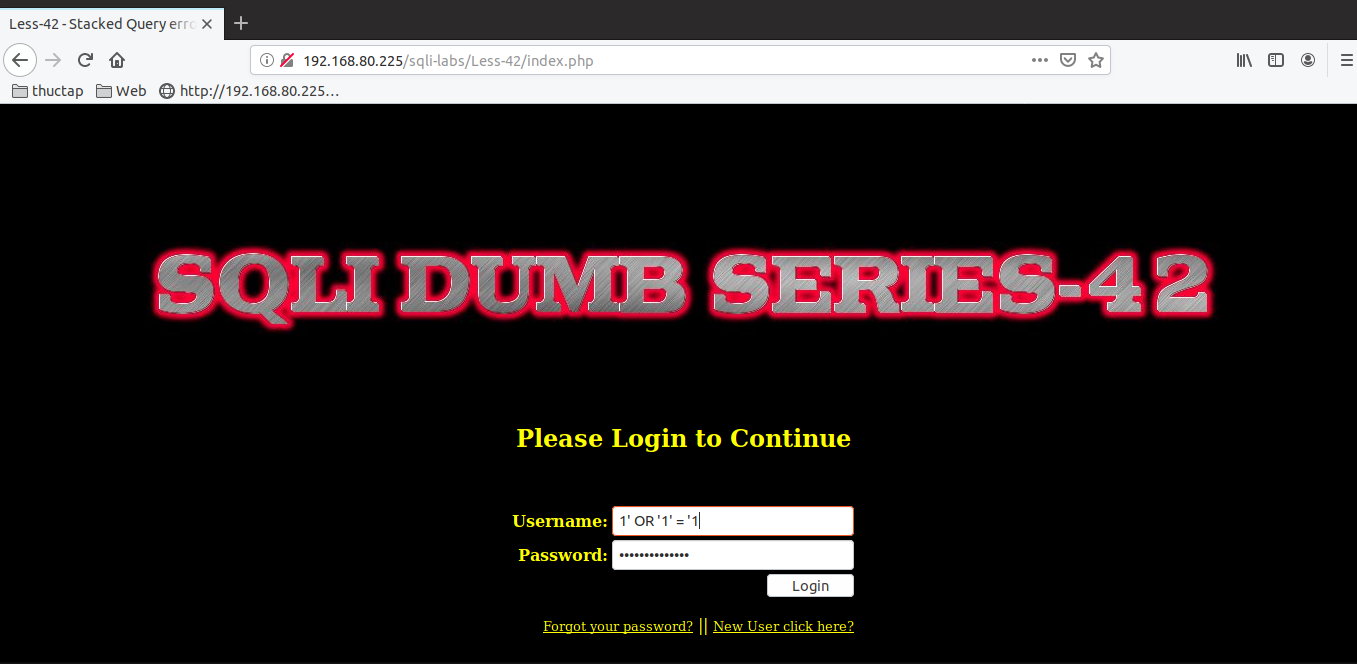 Less-42 - Stacked Query erro
192.168.80.225/sqli-labs/Less-42/index.php
thuctap Web http://192.168.80.225...
SQLI DUMB SERIES-42
Please Login to Continue
Username: 1' OR '1' = '1
Password: ••••••••••••••
Login
Forgot your password? || New User click here?